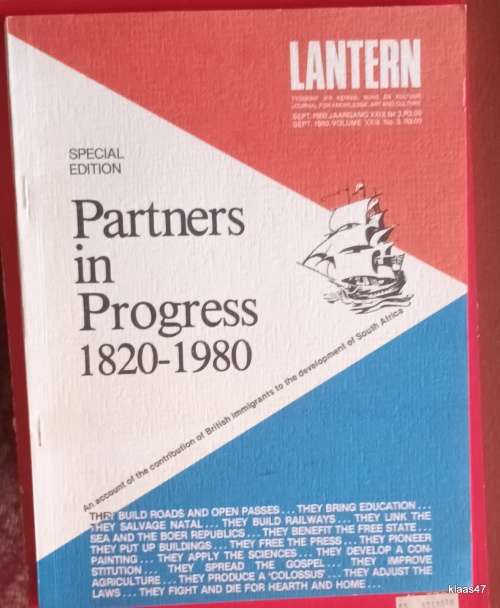 LANTERN
TYDSKRIF VIR KENNIS, KUNS EN KULTUUR
JOURNAL FOR KNOWLEDGE, ART AND CULTURE
SEPT. 1980 JAARGANG XXIX Nr 3. R3,00
SEPT. 1980. VOLUME XXIX No. 3. R3,00
SPECIAL
EDITION
Partners
in
Progress
1820-1980
An account of the contribution of British immigrants to the development of South Africa
THEY BUILD ROADS AND OPEN PASSES . . . THEY BRING EDUCATION . . .
THEY SALVAGE NATAL . . . THEY BUILD RAILWAYS . . . THEY LINK THE
SEA AND THE BOER REPUBLICS . . . THEY BENEFIT THE FREE STATE . . .
THEY PUT UP BUILDINGS . . . THEY FREE THE PRESS . . . THEY PIONEER
PAINTING . . . THEY APPLY THE SCIENCES . . . THEY DEVELOP A CON-
STITUTION . . . THEY SPREAD THE GOSPEL . . . THEY IMPROVE
AGRICULTURE . . . THEY PRODUCE A 'COLOSSUS' . . . THEY ADJUST THE
LAWS . . . THEY FIGHT AND DIE FOR HEARTH AND HOME . . .
klaas47